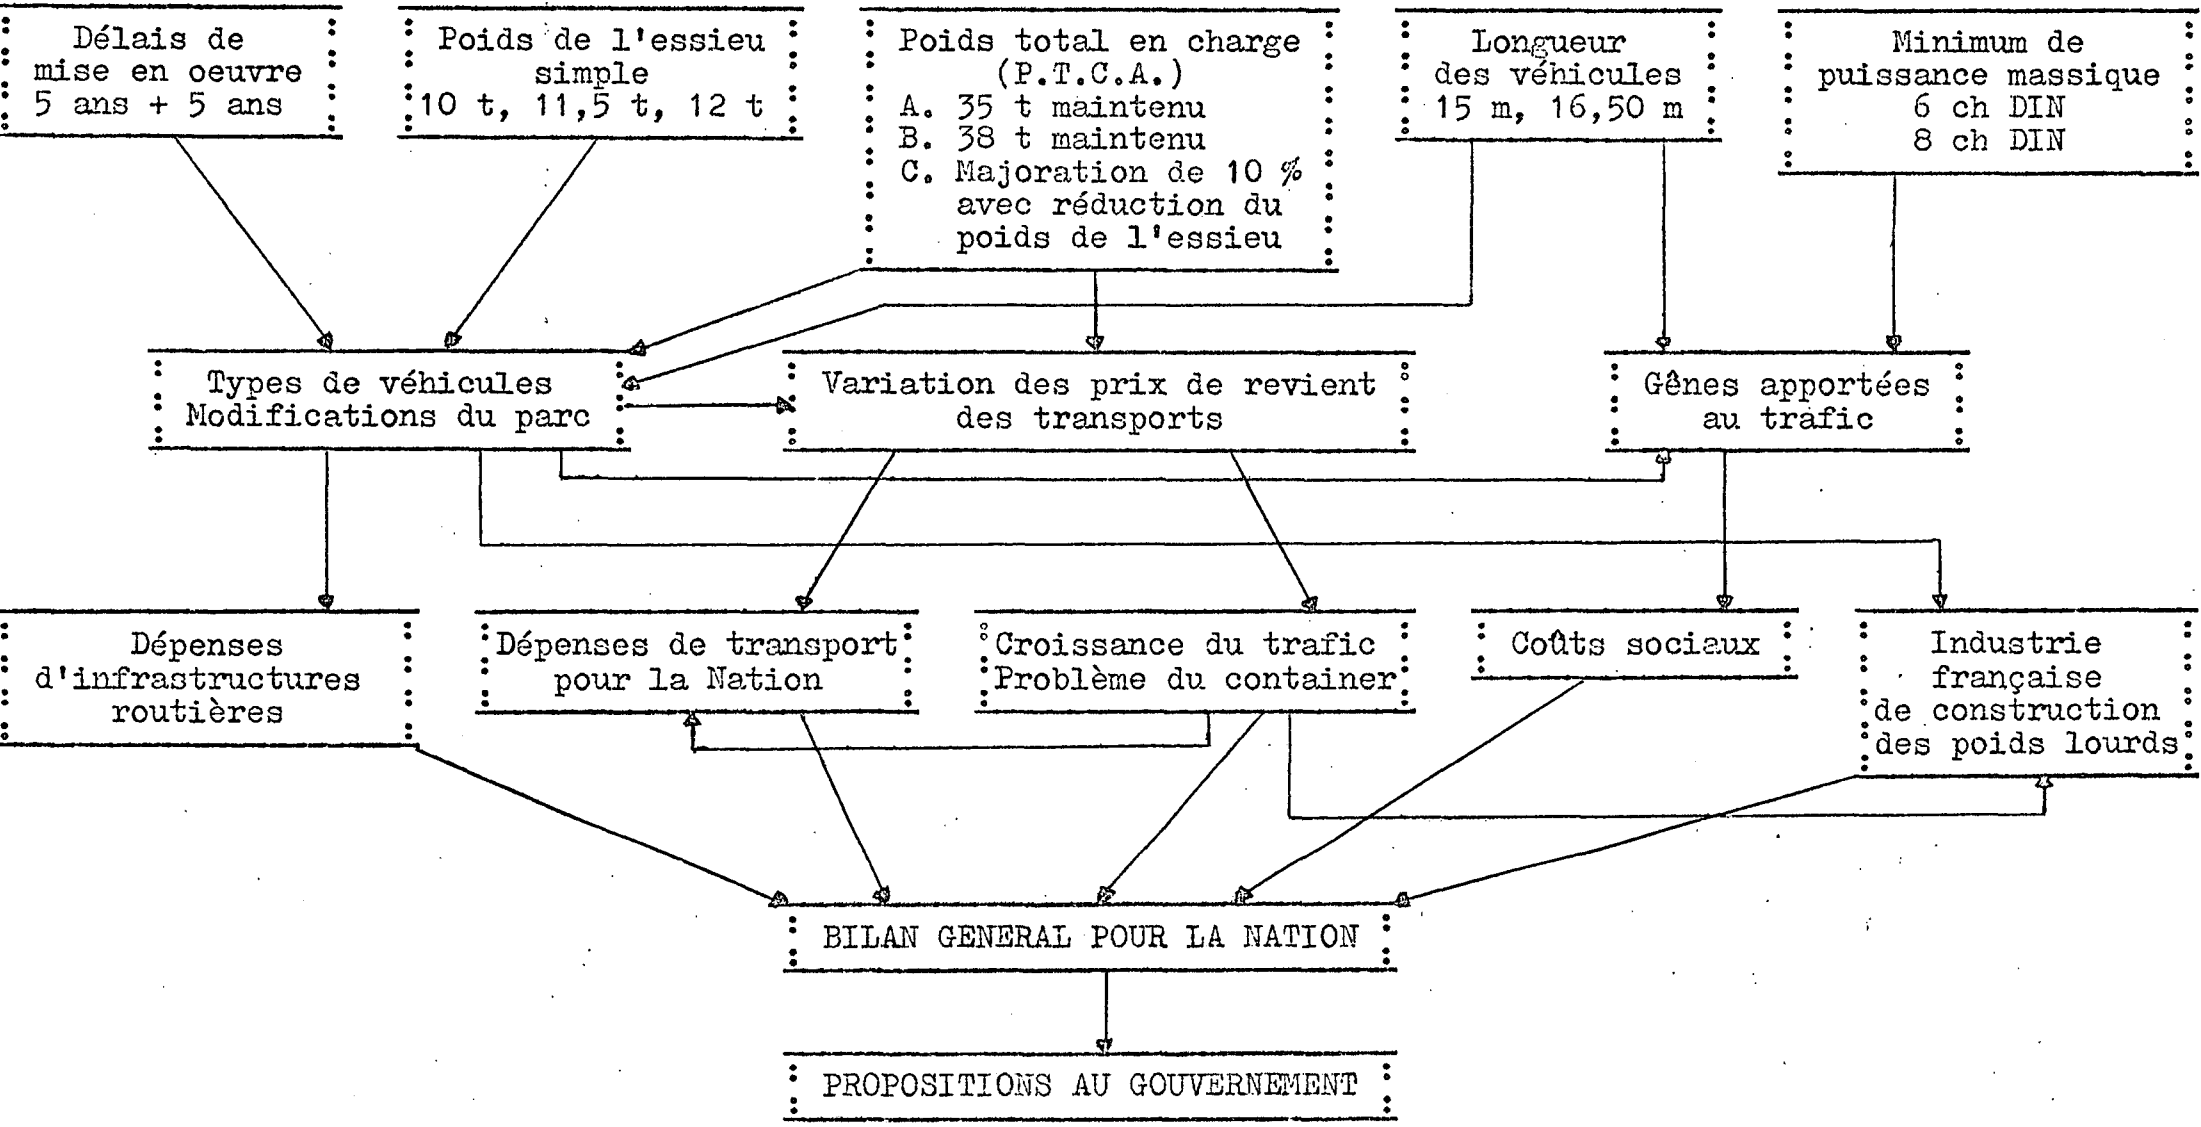 Délais de
mise en oeuvre
5 ans + 5 ans
Poids de l'essieu
simple
10 t, 11,5 t, 12 t
Poids total en charge
(P.T.C.A.)
A. 35 t maintenu
B. 38 t maintenu
C. Majoration de 10 %
avec réduction du
poids de l'essieu
Longueur
des véhicules
15 m, 16,50 m
Minimum de
puissance massique
6 ch DIN
8 ch DIN
Types de véhicules
Modifications du parc
Variation des prix de revient
des transports
Gênes apportées
au trafic
Dépenses
d'infrastructures
routières
Dépenses de transport
pour la Nation
Croissance du trafic
Problème du container
Coûts sociaux
Industrie
française
de construction
des poids lourds
BILAN GENERAL POUR LA NATION
PROPOSITIONS AU GOUVERNEMENT